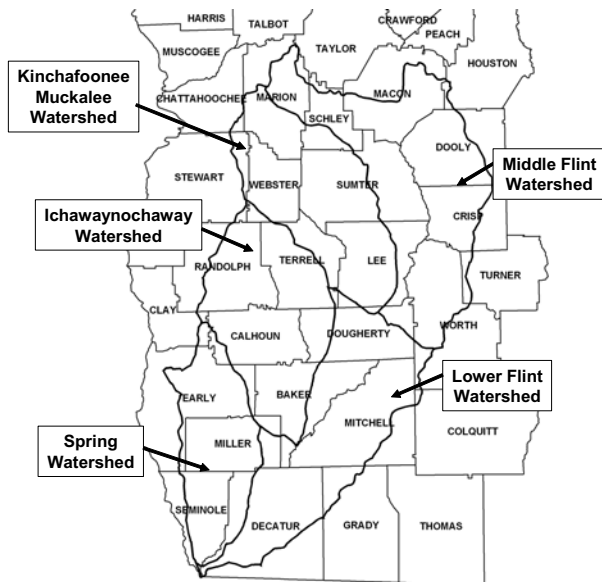 HARRIS
TALBOT
CRAWFORD
PEACH
TAYLOR
MUSCOGEE
HOUSTON
Kinchafoonee
Muckalee
Watershed
CHATTAHOOCHEE
MARION
MACON
SCHLEY
DOOLY
Middle Flint
Watershed
STEWART
WEBSTER
SUMTER
CRISP
Ichawaynochaway
Watershed
RANDOLPH
TERRELL
LEE
TURNER
CLAY
CALHOUN
DOUGHERTY
WORTH
Lower Flint
Watershed
EARLY
BAKER
MITCHELL
COLQUITT
Spring
Watershed
MILLER
SEMINOLE
DECATUR
GRADY
THOMAS